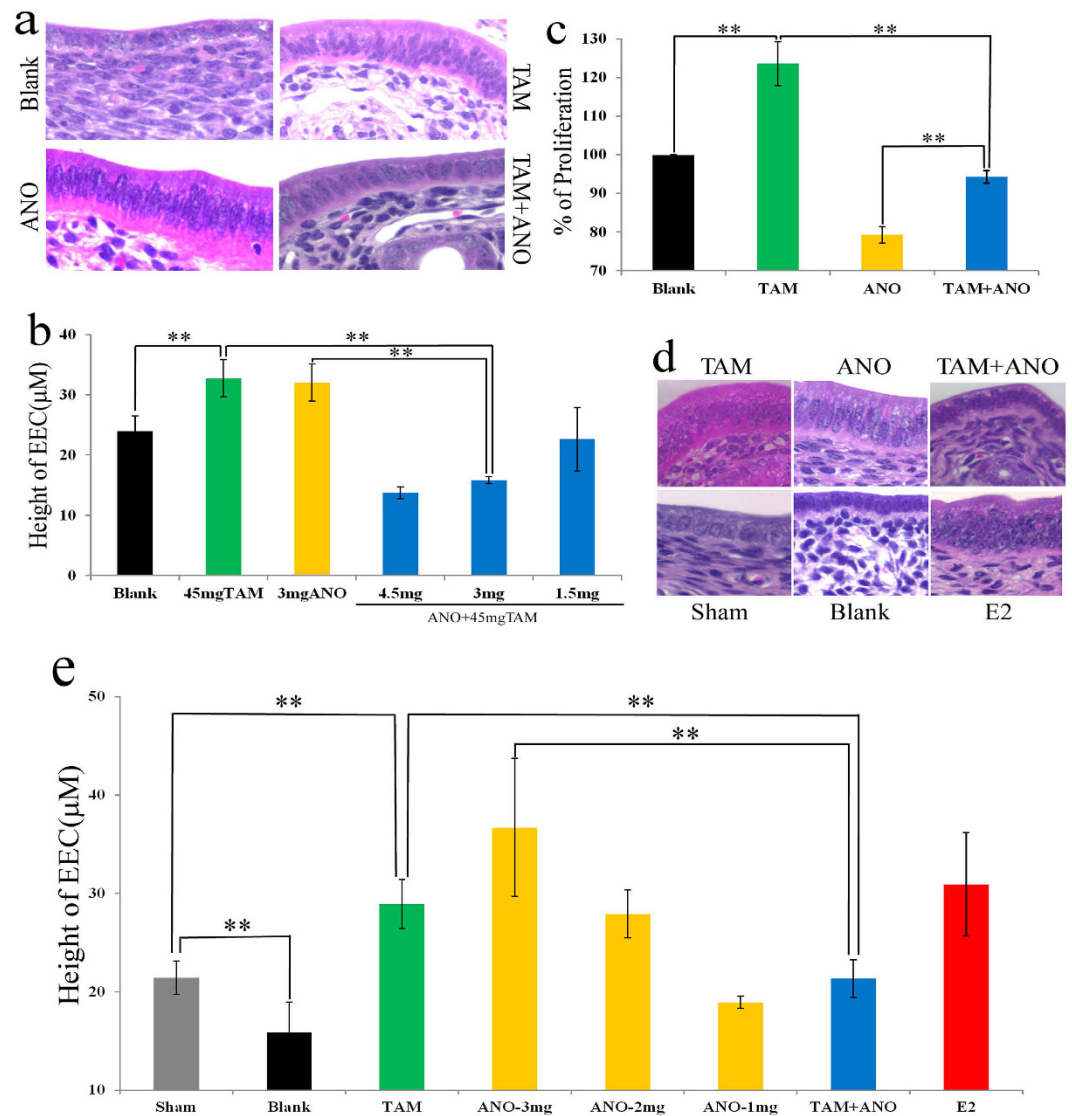 a
Blank
TAM
ANO
TAM+ANO
c
% of Proliferation
130
120
110
100
90
80
70
**
**
**
Blank TAM ANO TAM+ANO
b
Height of EEC(μM)
40
30
20
10
0
**
**
**
Blank 45mgTAM 3mgANO 4.5mg 3mg 1.5mg
ANO+45mgTAM
d
TAM ANO TAM+ANO
Sham Blank E2
e
Height of EEC(μM)
50
40
30
20
10
**
**
**
**
Sham Blank TAM ANO-3mg ANO-2mg ANO-1mg TAM+ANO E2